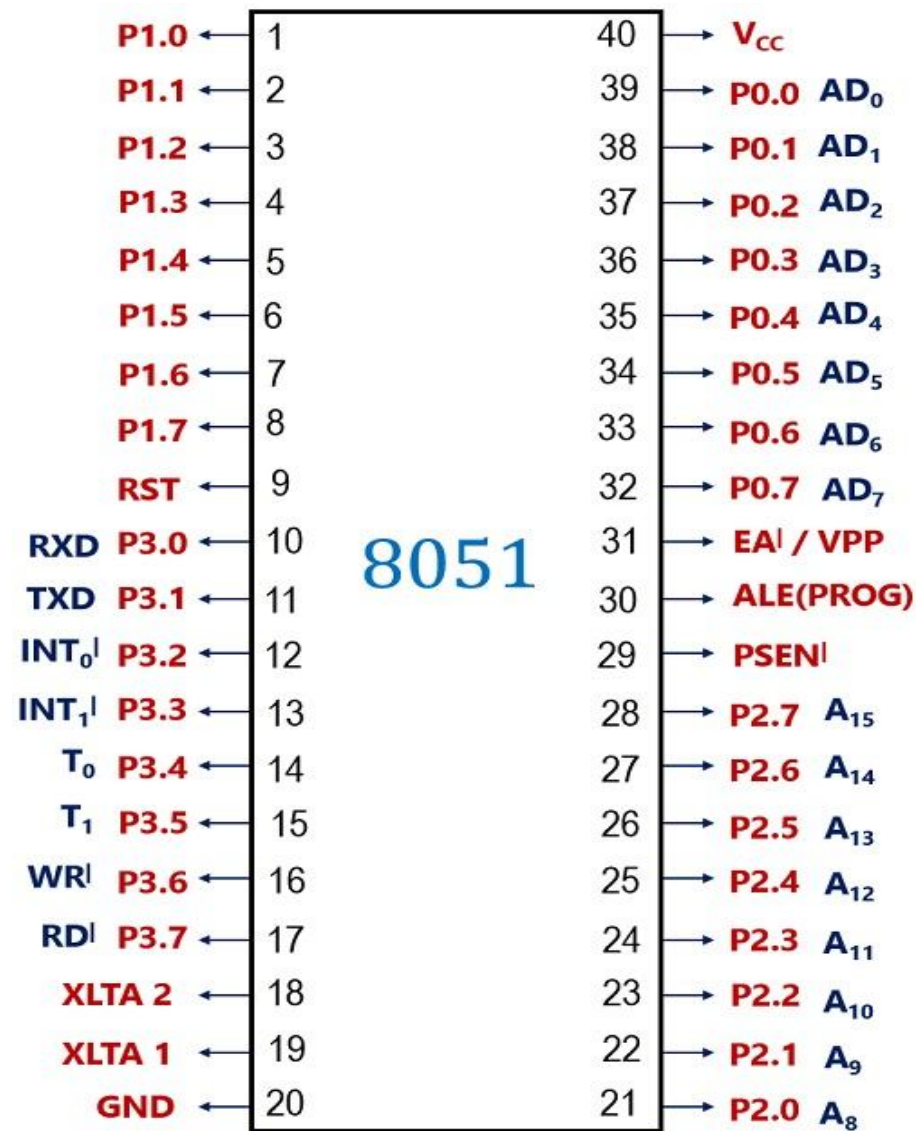 P1.0 1 40 V_CC
P1.1 2 39 P0.0 AD₀
P1.2 3 38 P0.1 AD₁
P1.3 4 37 P0.2 AD₂
P1.4 5 36 P0.3 AD₃
P1.5 6 35 P0.4 AD₄
P1.6 7 34 P0.5 AD₅
P1.7 8 33 P0.6 AD₆
RST 9 32 P0.7 AD₇
RXD P3.0 10 31 EA| / VPP
8051
TXD P3.1 11 30 ALE(PROG)
INT₀| P3.2 12 29 PSEN|
INT₁| P3.3 13 28 P2.7 A₁₅
T₀ P3.4 14 27 P2.6 A₁₄
T₁ P3.5 15 26 P2.5 A₁₃
WR| P3.6 16 25 P2.4 A₁₂
RD| P3.7 17 24 P2.3 A₁₁
XLTA 2 18 23 P2.2 A₁₀
XLTA 1 19 22 P2.1 A₉
GND 20 21 P2.0 A₈